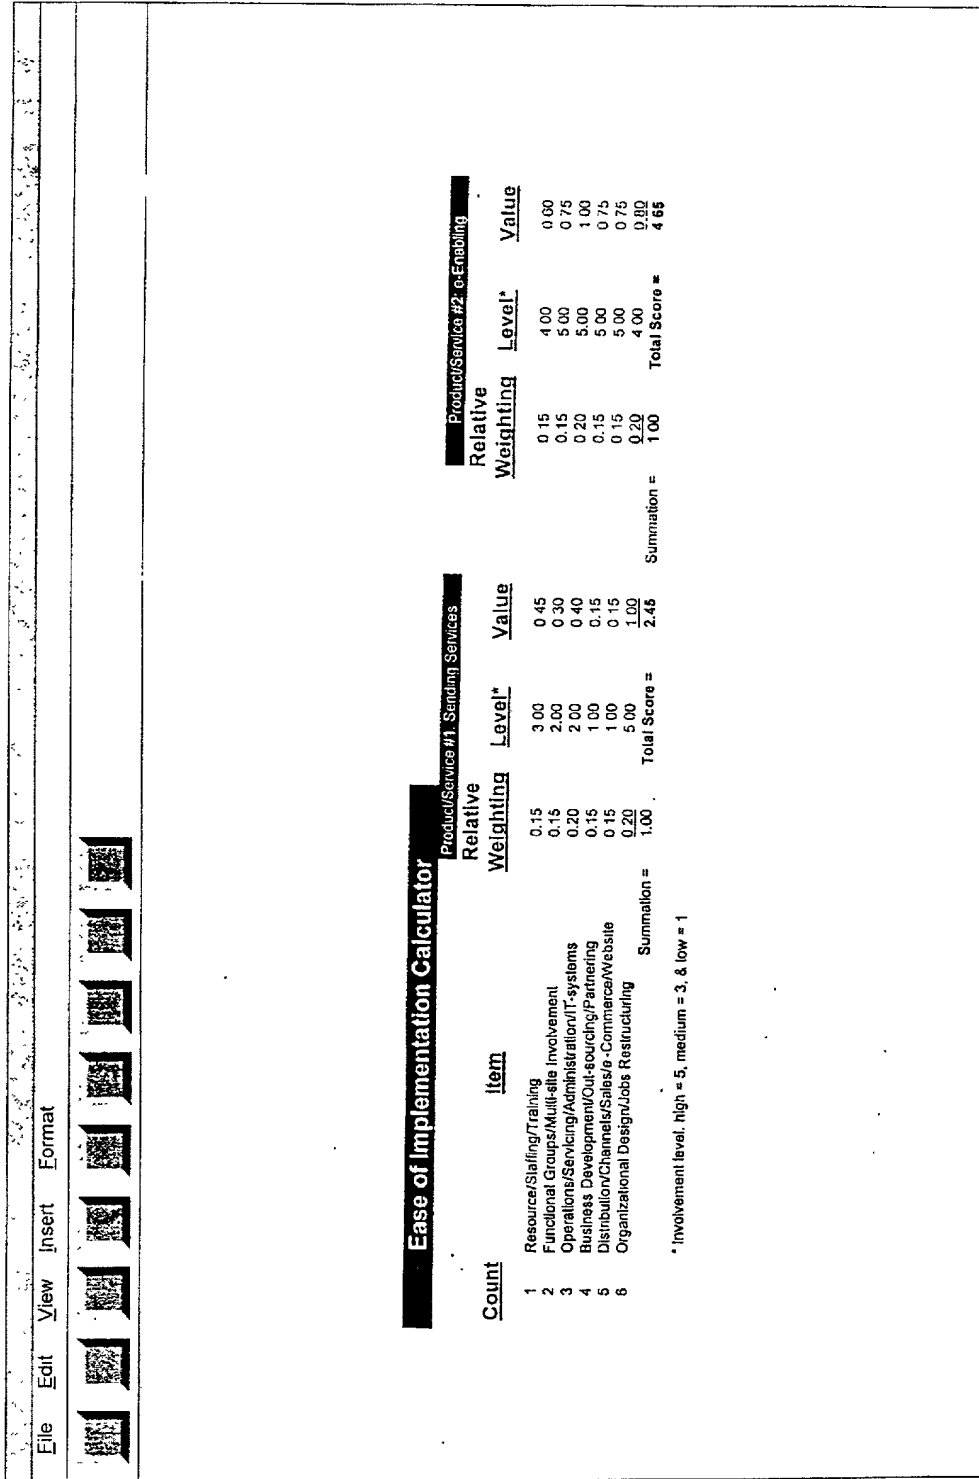 File Edit View Insert Format
Ease of Implementation Calculator
Product/Service #1. Sending Services Product/Service #2: e-Enabling
Relative Relative
Count Item Weighting Level* Value Weighting Level* Value
1 Resource/Staffing/Training 0.15 3 00 0 45 0 15 4 00 0 60
2 Functional Groups/Multi-site Involvement 0.15 2.00 0 30 0.15 5 00 0 75
3 Operations/Servicing/Administration/IT-systems 0.20 2 00 0 40 0 20 5.00 1 00
4 Business Development/Out-sourcing/Partnering 0.15 1 00 0.15 0.15 5 00 0 75
5 Distribution/Channels/Sales/e-Commerce/Website 0 15 1 00 0 15 0 15 5 00 0 75
6 Organizational Design/Jobs Restructuring 0.20 5 00 1 00 0.20 4 00 0.80
Summation = 1.00 Total Score = 2.45 Summation = 1 00 Total Score = 4 65
* Involvement level. high = 5, medium = 3, & low = 1